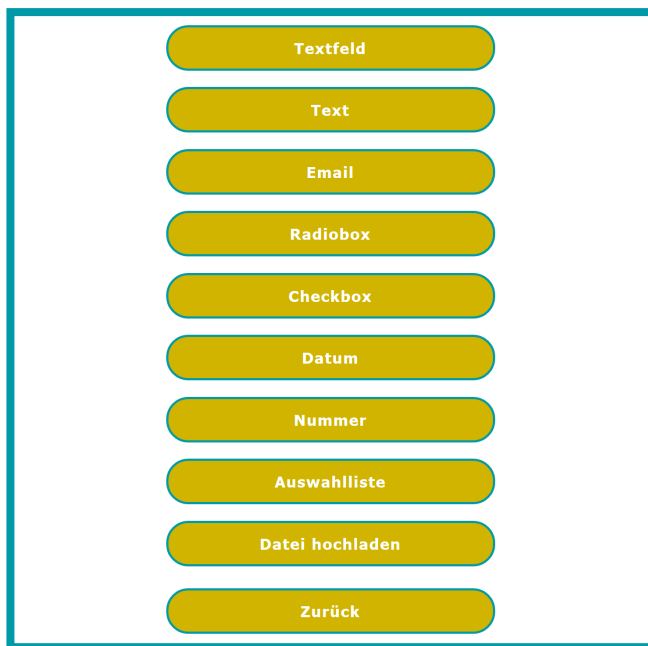 Textfeld
Text
Email
Radiobox
Checkbox
Datum
Nummer
Auswahlliste
Datei hochladen
Zurück